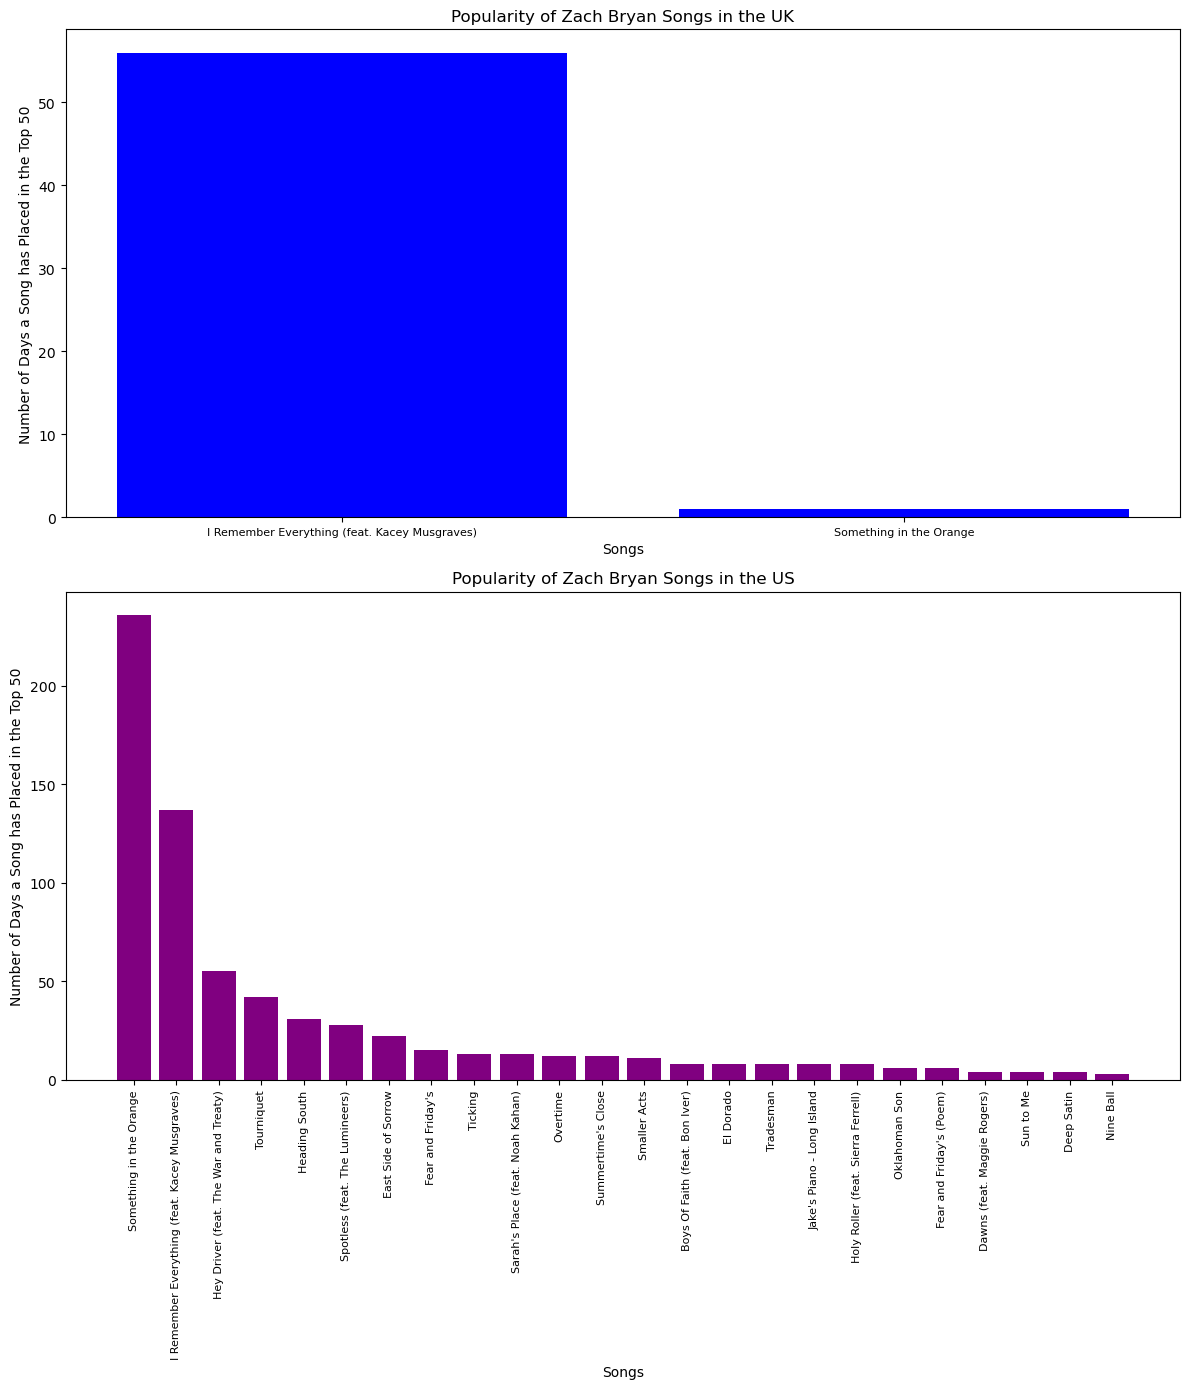 Popularity of Zach Bryan Songs in the UK
Number of Days a Song has Placed in the Top 50
50
40
30
20
10
0
I Remember Everything (feat. Kacey Musgraves)
Something in the Orange
Songs
Popularity of Zach Bryan Songs in the US
Number of Days a Song has Placed in the Top 50
200
150
100
50
0
Something in the Orange
I Remember Everything (feat. Kacey Musgraves)
Hey Driver (feat. The War and Treaty)
Tourniquet
Heading South
Spotless (feat. The Lumineers)
East Side of Sorrow
Fear and Friday's
Ticking
Sarah's Place (feat. Noah Kahan)
Overtime
Summertime's Close
Smaller Acts
Boys Of Faith (feat. Bon Iver)
El Dorado
Tradesman
Jake's Piano - Long Island
Holy Roller (feat. Sierra Ferrell)
Oklahoman Son
Fear and Friday's (Poem)
Dawns (feat. Maggie Rogers)
Sun to Me
Deep Satin
Nine Ball
Songs